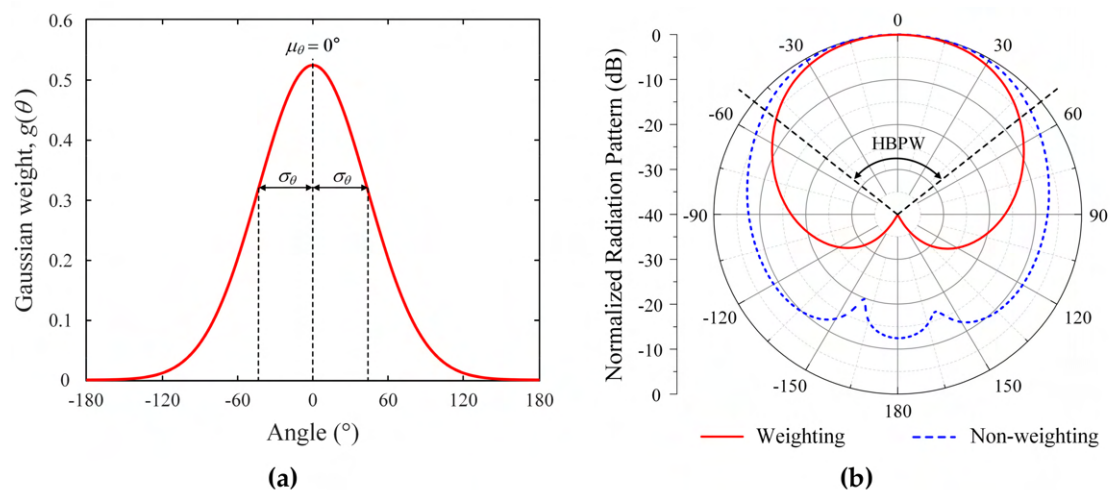 0.6
0.5
0.4
0.3
0.2
0.1
0
Gaussian weight, g(θ)
μθ = 0°
σθ σθ
-180 -120 -60 0 60 120 180
Angle (°)
(a)
Normalized Radiation Pattern (dB)
0
-10
-20
-30
-40
-30
-20
-10
0
0
30
60
90
120
150
180
-150
-120
-90
-60
-30
HBPW
Weighting Non-weighting
(b)